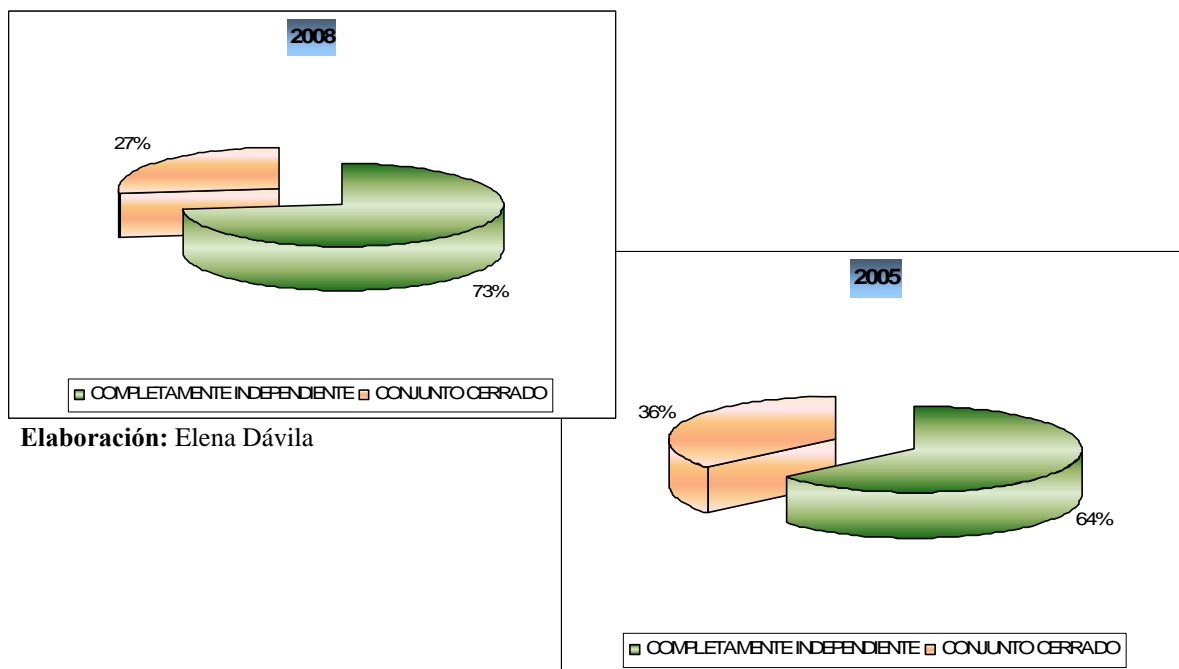 2008
27%
73%
COMPLETAMENTE INDEPENDIENTE CONJUNTO CERRADO
Elaboración: Elena Dávila
2005
36%
64%
COMPLETAMENTE INDEPENDIENTE CONJUNTO CERRADO